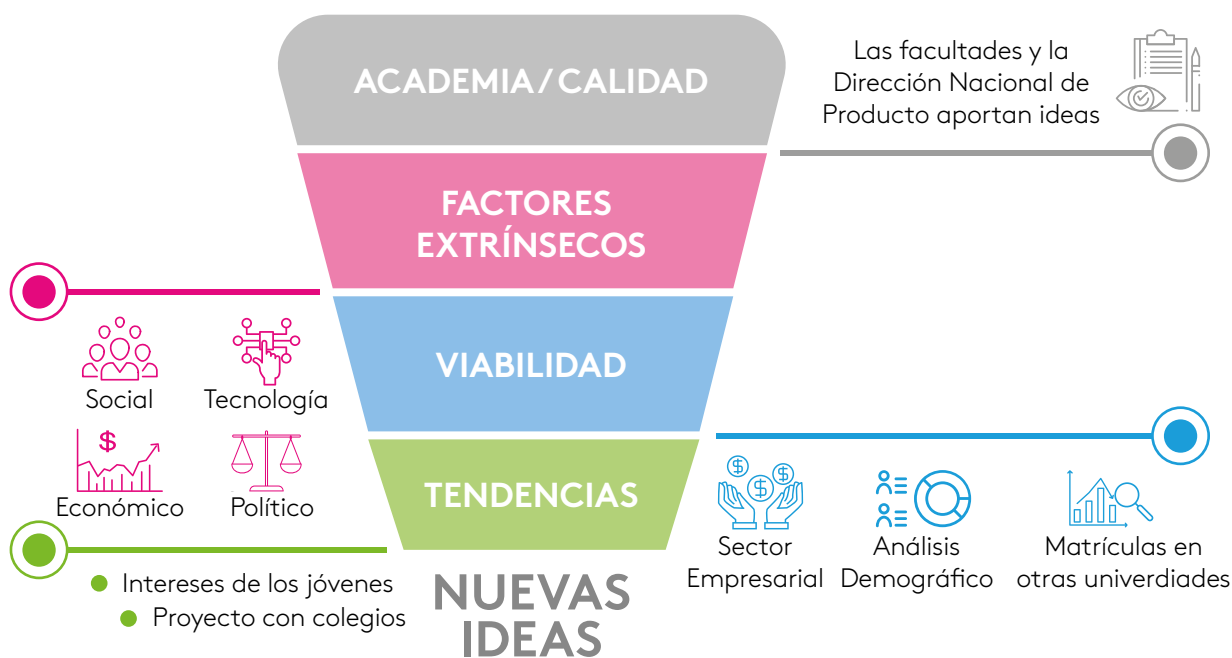 ACADEMIA / CALIDAD
Las facultades y la
Dirección Nacional de
Producto aportan ideas
FACTORES
EXTRÍNSECOS
Social
Tecnología
$
Económico
Político
VIABILIDAD
$
$
$
Sector
Empresarial
Análisis
Demográfico
Matrículas en
otras univerdiades
TENDENCIAS
Intereses de los jóvenes
Proyecto con colegios
NUEVAS
IDEAS